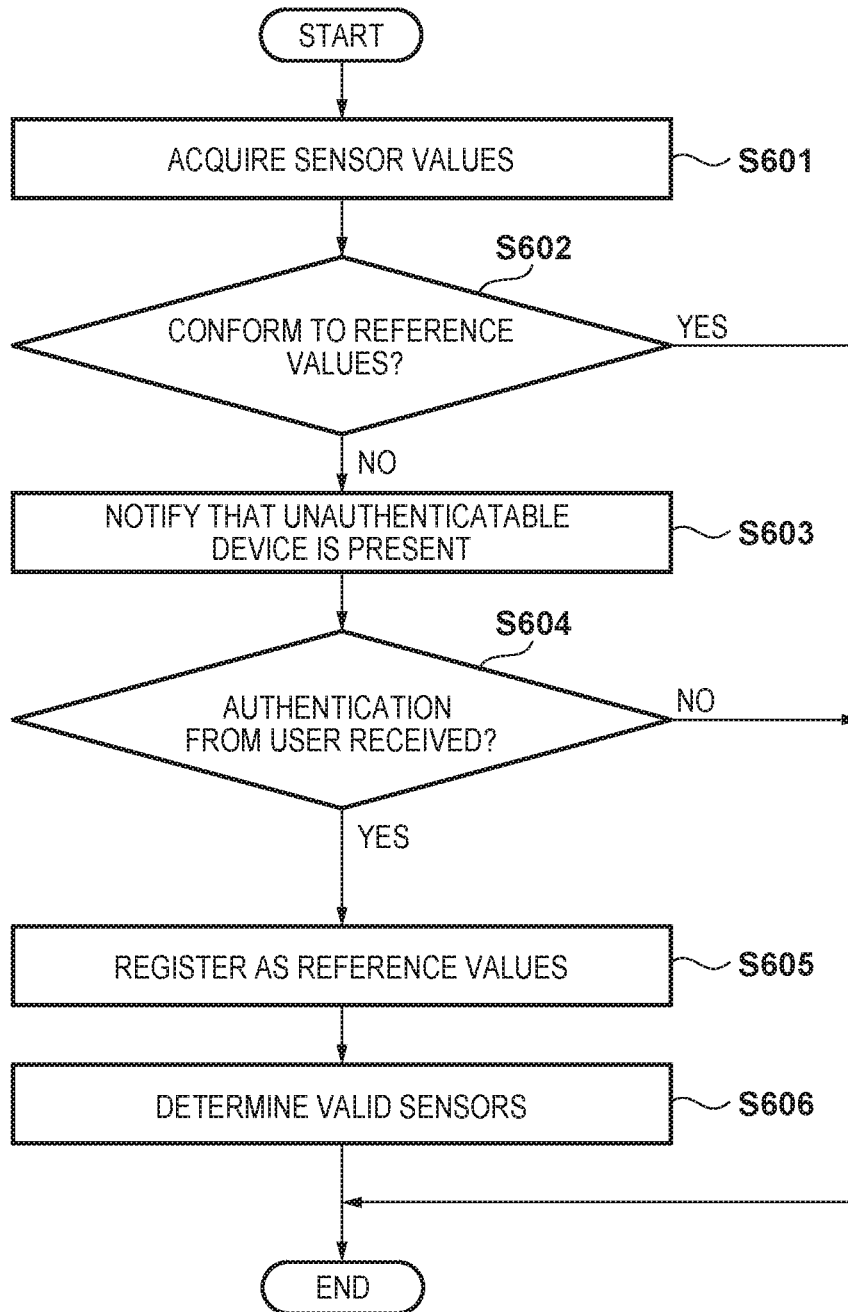 START
ACQUIRE SENSOR VALUES
S601
S602
CONFORM TO REFERENCE
VALUES?
YES
NO
NOTIFY THAT UNAUTHENTICATABLE
DEVICE IS PRESENT
S603
S604
AUTHENTICATION
FROM USER RECEIVED?
NO
YES
REGISTER AS REFERENCE VALUES
S605
DETERMINE VALID SENSORS
S606
END